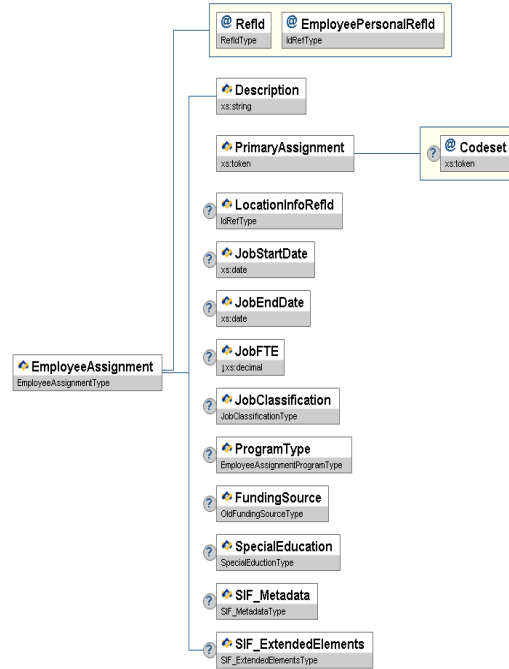 @ RefId @ EmployeePersonalRefId
RefIdType IdRefType
Description
xs:string
PrimaryAssignment ? @ Codeset
xs:token xs:token
? LocationInfoRefId
IdRefType
? JobStartDate
xs:date
? JobEndDate
xs:date
? JobFTE
xs:decimal
EmployeeAssignment
EmployeeAssignmentType
? JobClassification
JobClassificationType
? ProgramType
EmployeeAssignmentProgramType
? FundingSource
OldFundingSourceType
? SpecialEducation
SpecialEductionType
? SIF_Metadata
SIF_MetadataType
? SIF_ExtendedElements
SIF_ExtendedElementsType